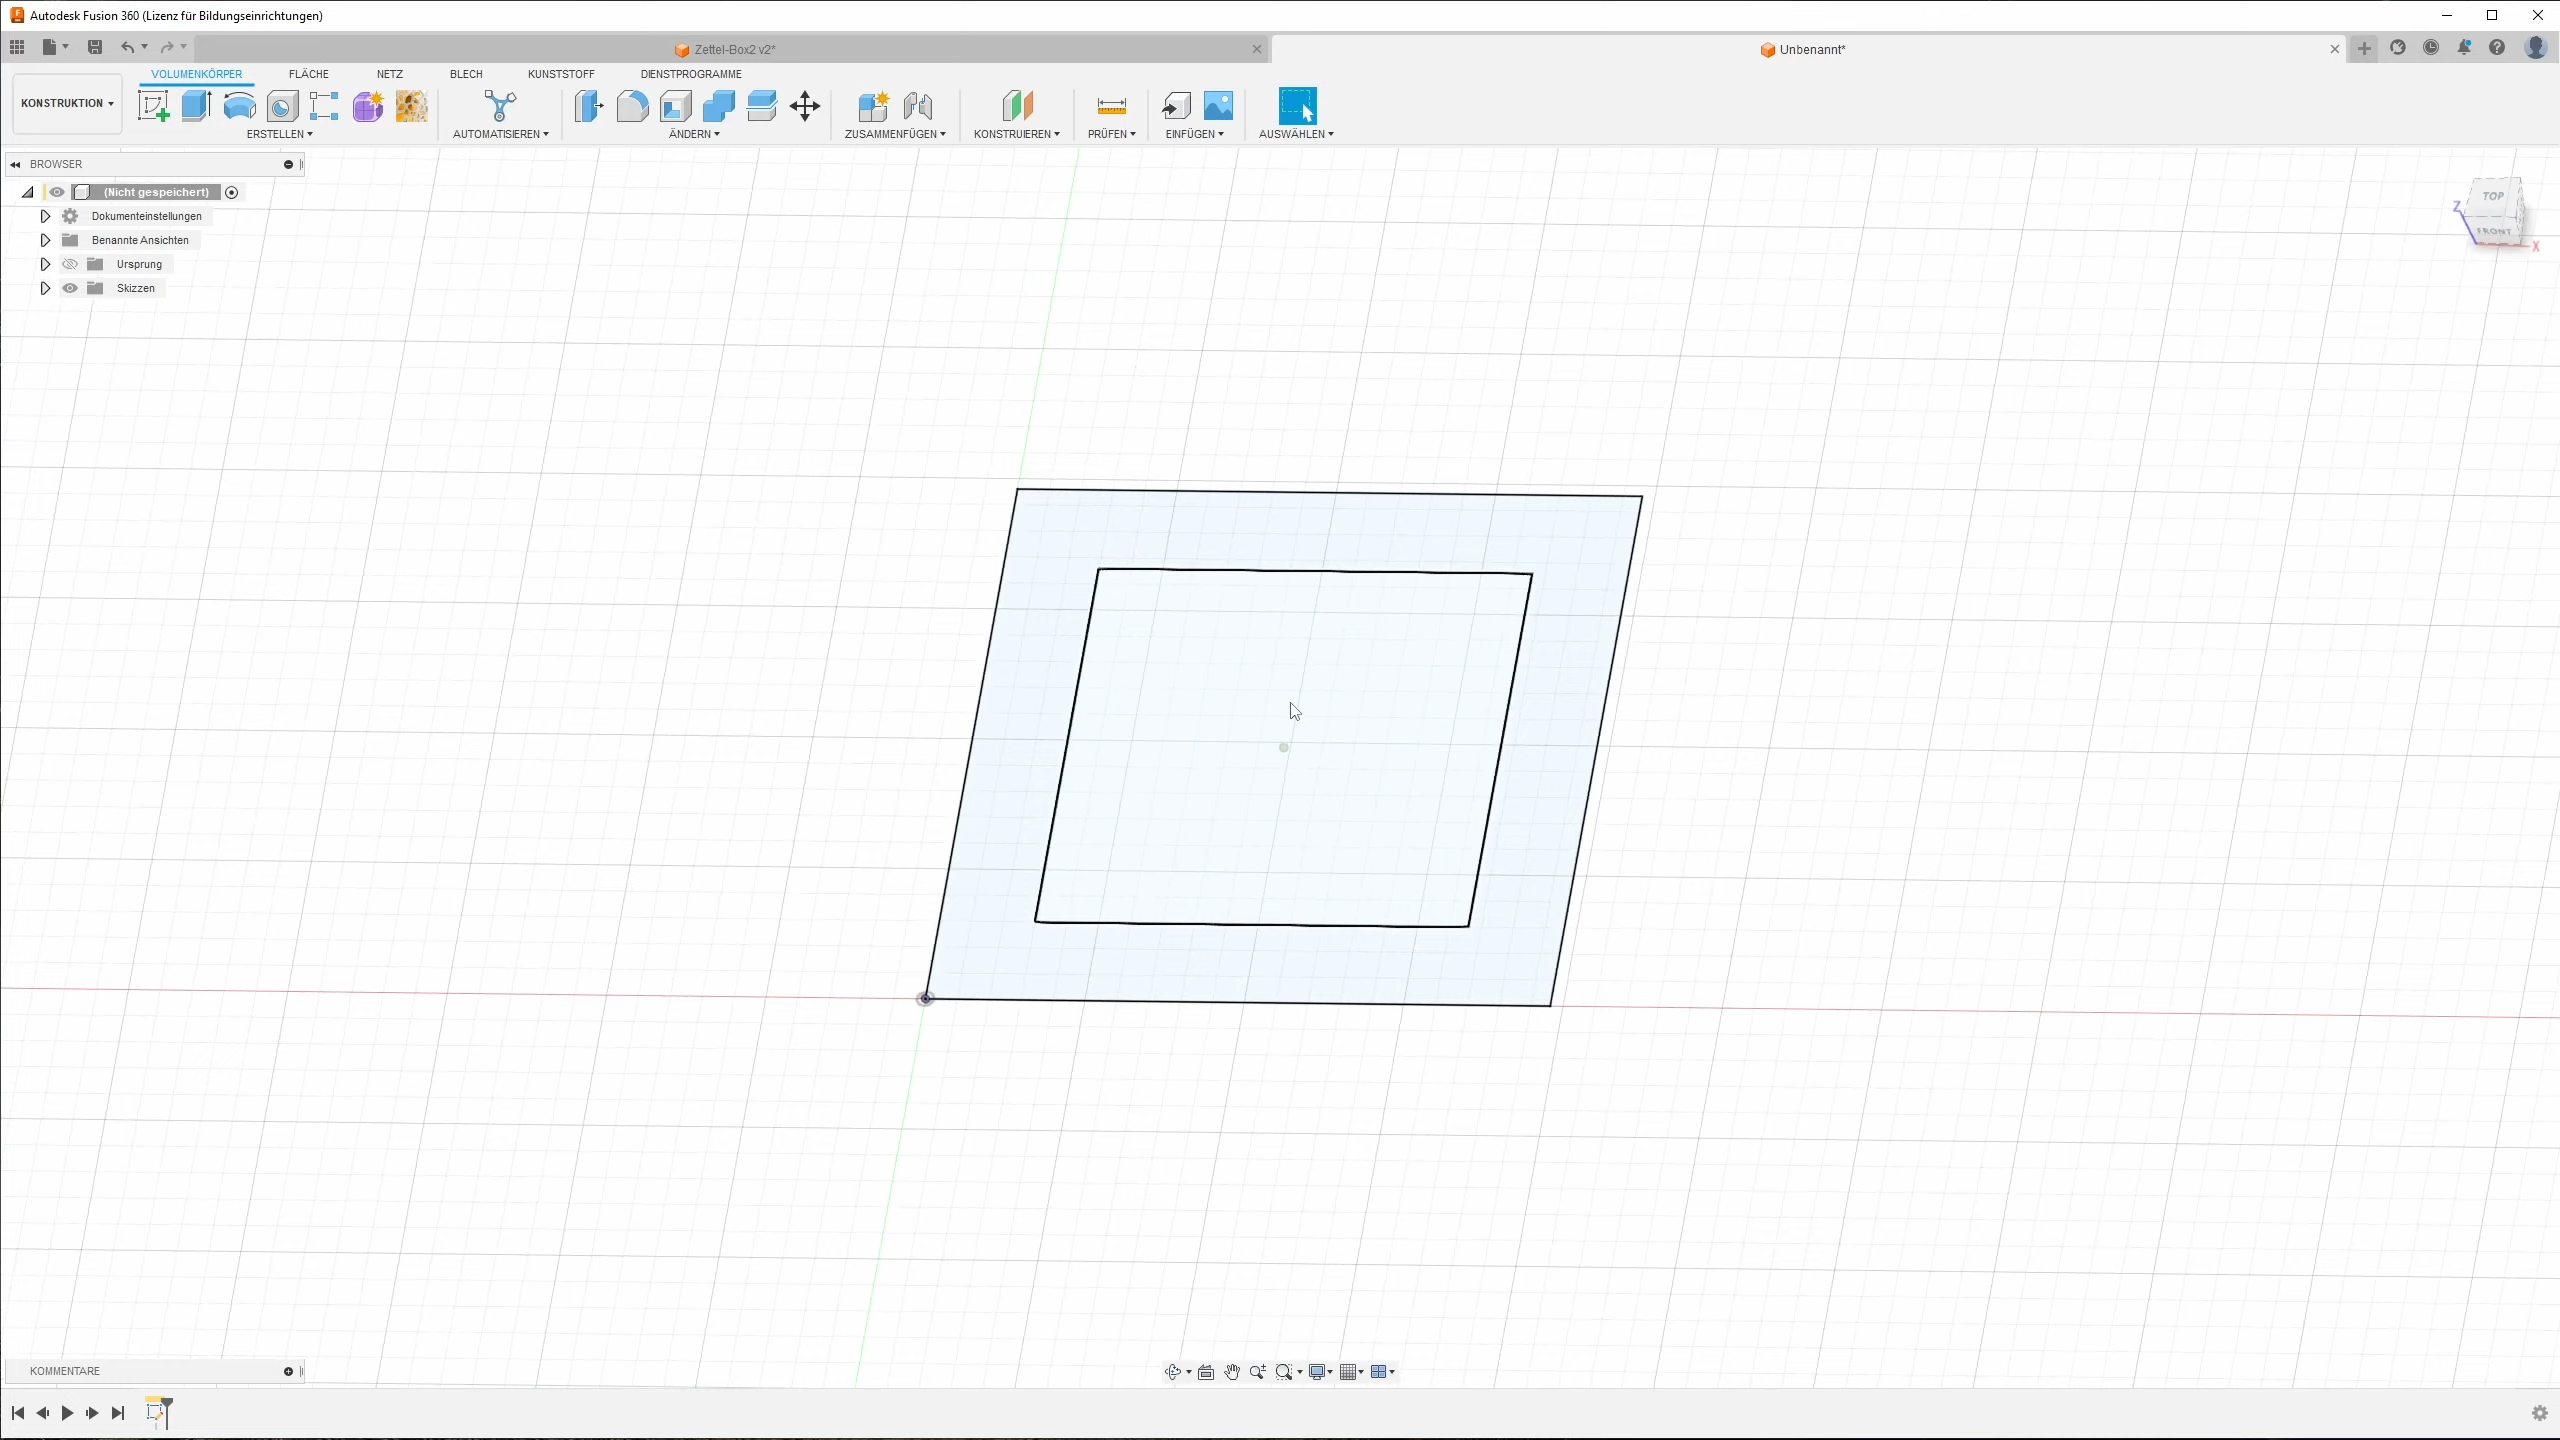 Autodesk Fusion 360 (Lizenz für Bildungseinrichtungen)
Zettel-Box2 v2*
Unbenannt*
KONSTRUKTION
VOLUMENKÖRPER
FLÄCHE
NETZ
BLECH
KUNSTSTOFF
DIENSTPROGRAMME
ERSTELLEN
AUTOMATISIEREN
ÄNDERN
ZUSAMMENFÜGEN
KONSTRUIEREN
PRÜFEN
EINFÜGEN
AUSWÄHLEN
BROWSER
(Nicht gespeichert)
Dokumenteinstellungen
Benannte Ansichten
Ursprung
Skizzen
TOP
Z
FRONT
X
KOMMENTARE